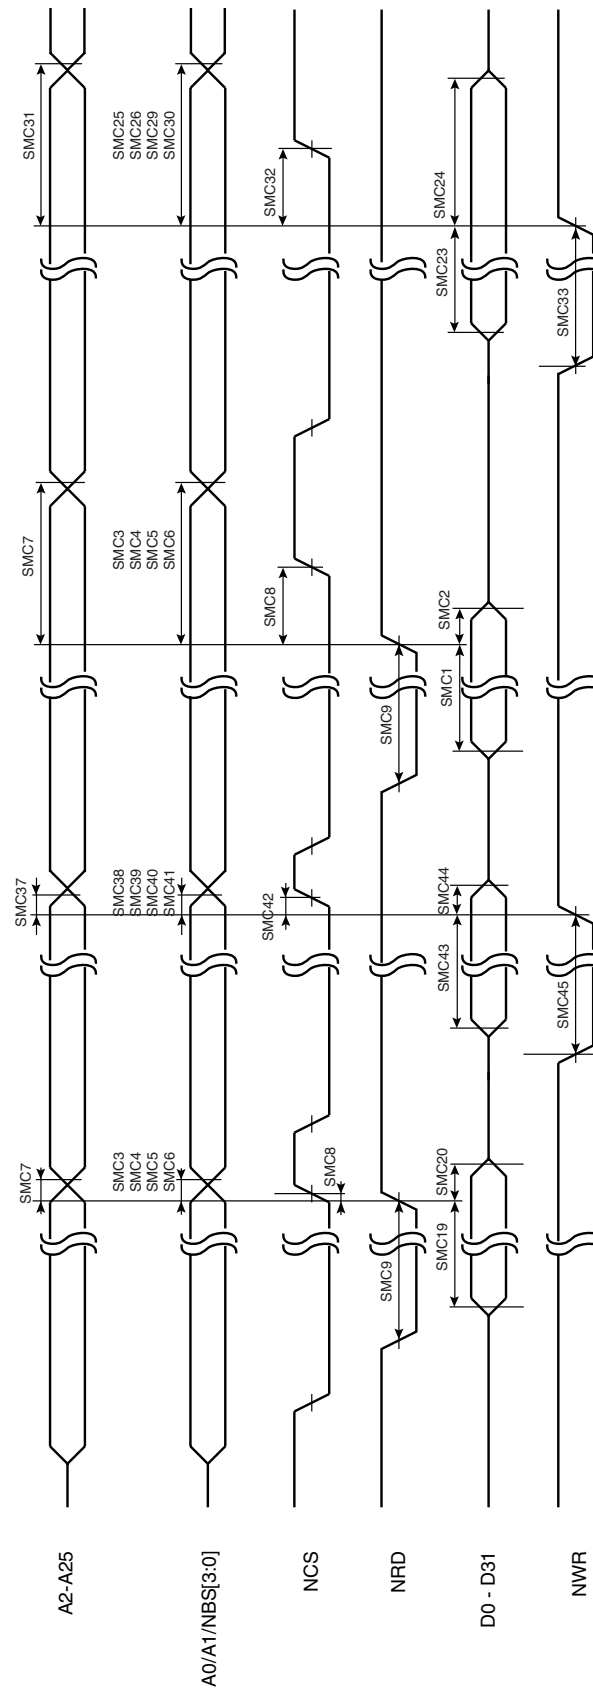 A2-A25
SMC7
SMC37
SMC7
SMC31
A0/A1/NBS[3:0]
SMC3
SMC4
SMC5
SMC6
SMC38
SMC39
SMC40
SMC41
SMC3
SMC4
SMC5
SMC6
SMC25
SMC26
SMC29
SMC30
NCS
SMC8
SMC42
SMC8
SMC32
NRD
SMC9
SMC9
D0 - D31
SMC19
SMC20
SMC43
SMC44
SMC1
SMC2
SMC23
SMC24
NWR
SMC45
SMC33